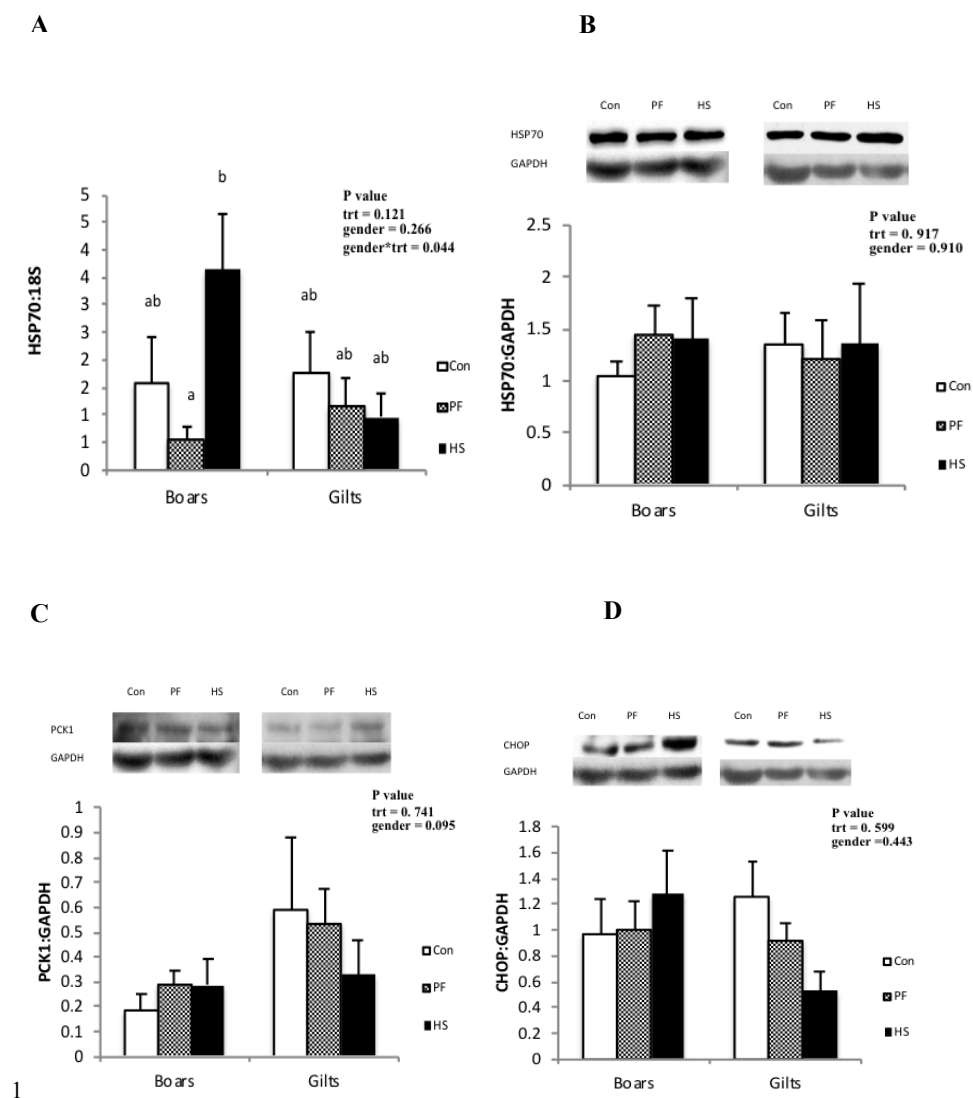 A
HSP70:18S
5
5
4
4
3
3
2
2
1
1
0
ab
a
b
ab
ab
ab
P value
trt = 0.121
gender = 0.266
gender*trt = 0.044
Con
PF
HS
Boars
Gilts
B
Con PF HS
Con PF HS
HSP70
GAPDH
P value
trt = 0. 917
gender = 0.910
HSP70:GAPDH
2.5
2
1.5
1
0.5
0
Con
PF
HS
Boars
Gilts
C
Con PF HS
Con PF HS
PCK1
GAPDH
P value
trt = 0. 741
gender = 0.095
PCK1:GAPDH
1
0.9
0.8
0.7
0.6
0.5
0.4
0.3
0.2
0.1
0
Con
PF
HS
Boars
Gilts
D
Con PF HS
Con PF HS
CHOP
GAPDH
P value
trt = 0. 599
gender =0.443
CHOP:GAPDH
1.8
1.6
1.4
1.2
1
0.8
0.6
0.4
0.2
0
Con
PF
HS
Boars
Gilts
1